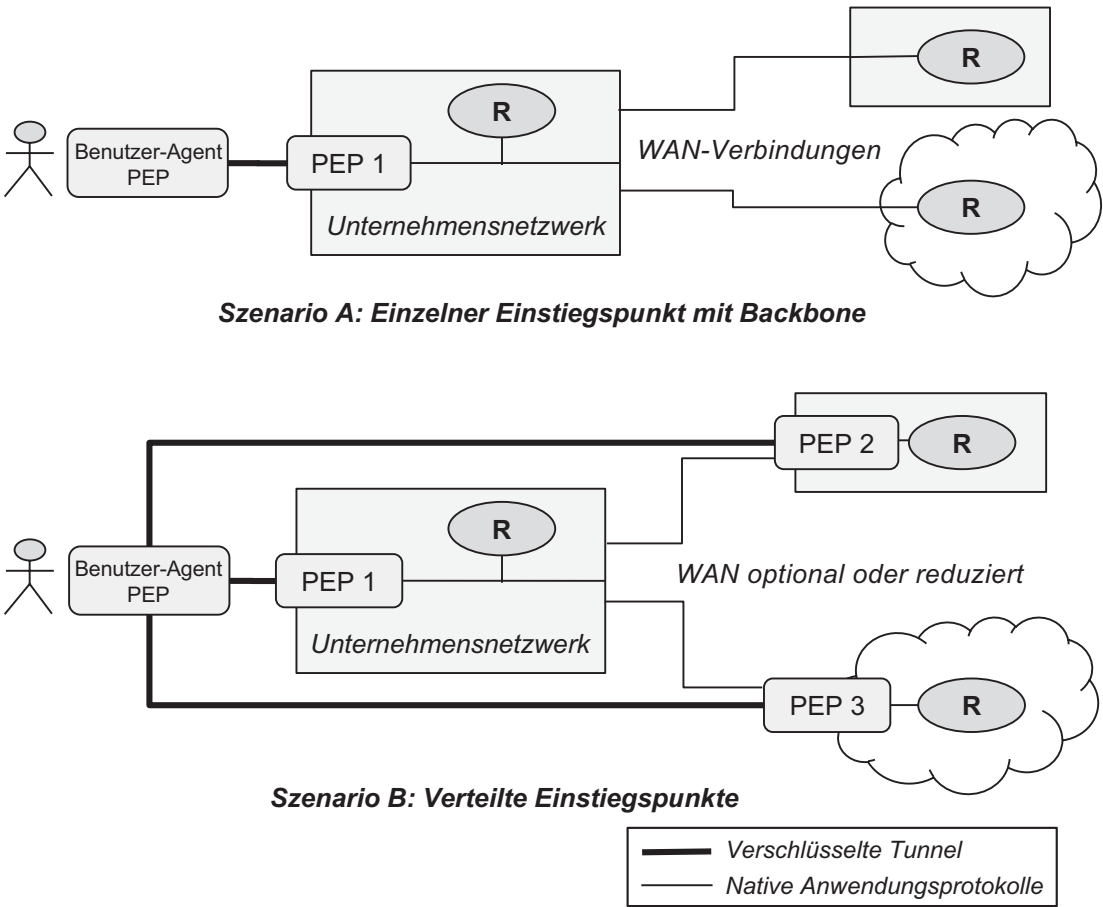 R
R
Benutzer-Agent
PEP
PEP 1
WAN-Verbindungen
R
Unternehmensnetzwerk
Szenario A: Einzelner Einstiegspunkt mit Backbone
PEP 2
R
R
Benutzer-Agent
PEP
PEP 1
WAN optional oder reduziert
Unternehmensnetzwerk
PEP 3
R
Szenario B: Verteilte Einstiegspunkte
Verschlüsselte Tunnel
Native Anwendungsprotokolle